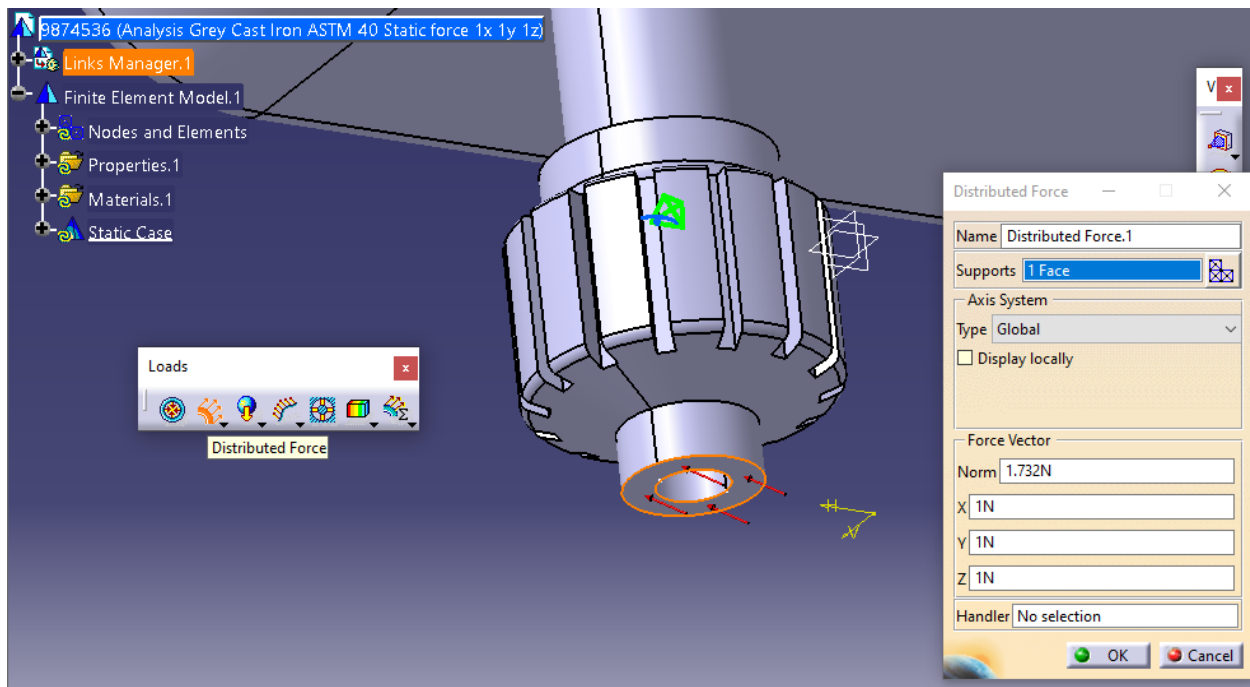 9874536 (Analysis Grey Cast Iron ASTM 40 Static force 1x 1y 1z)
Links Manager.1
Finite Element Model.1
Nodes and Elements
Properties.1
Materials.1
Static Case
Loads
Distributed Force
V
Distributed Force
Name Distributed Force.1
Supports 1 Face
Axis System
Type Global
Display locally
Force Vector
Norm 1.732N
X 1N
Y 1N
Z 1N
Handler No selection
OK Cancel